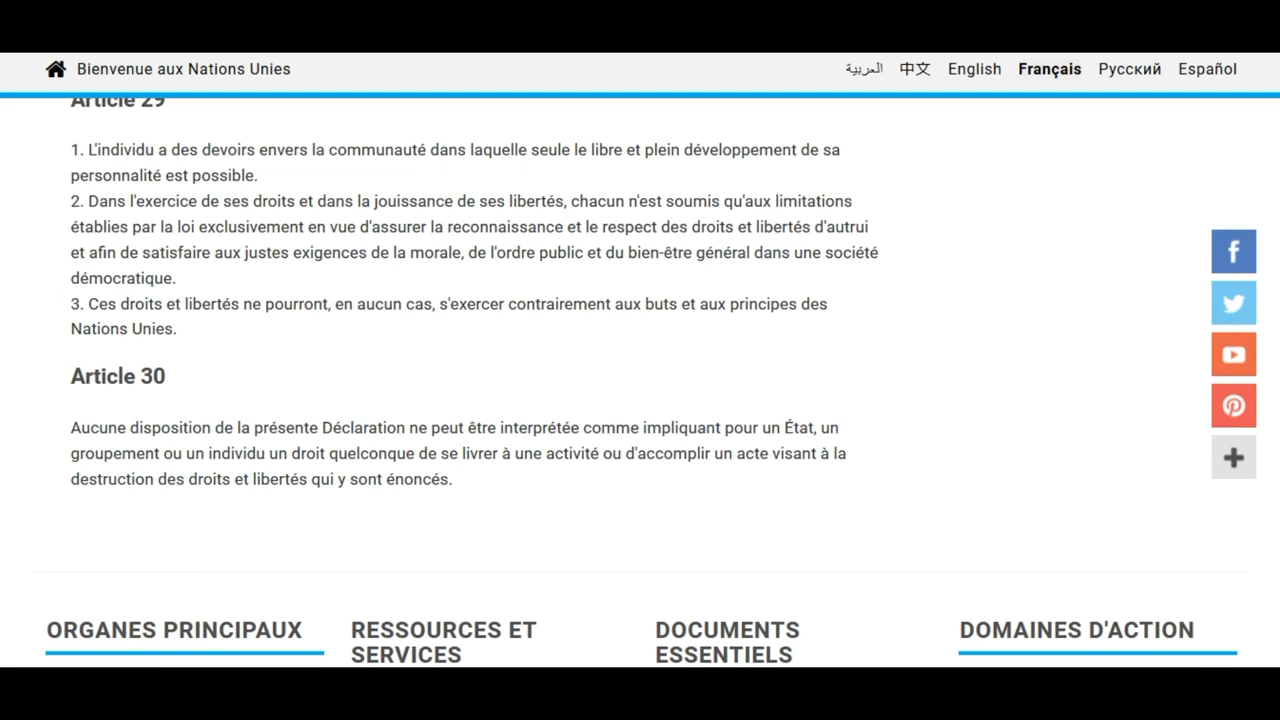 Bienvenue aux Nations Unies
العربية 中文 English Français Русский Español
Article 29
1. L'individu a des devoirs envers la communauté dans laquelle seule le libre et plein développement de sa
personnalité est possible.
2. Dans l'exercice de ses droits et dans la jouissance de ses libertés, chacun n'est soumis qu'aux limitations
établies par la loi exclusivement en vue d'assurer la reconnaissance et le respect des droits et libertés d'autrui
et afin de satisfaire aux justes exigences de la morale, de l'ordre public et du bien-être général dans une société
démocratique.
3. Ces droits et libertés ne pourront, en aucun cas, s'exercer contrairement aux buts et aux principes des
Nations Unies.
Article 30
Aucune disposition de la présente Déclaration ne peut être interprétée comme impliquant pour un État, un
groupement ou un individu un droit quelconque de se livrer à une activité ou d'accomplir un acte visant à la
destruction des droits et libertés qui y sont énoncés.
ORGANES PRINCIPAUX
RESSOURCES ET
SERVICES
DOCUMENTS
ESSENTIELS
DOMAINES D'ACTION